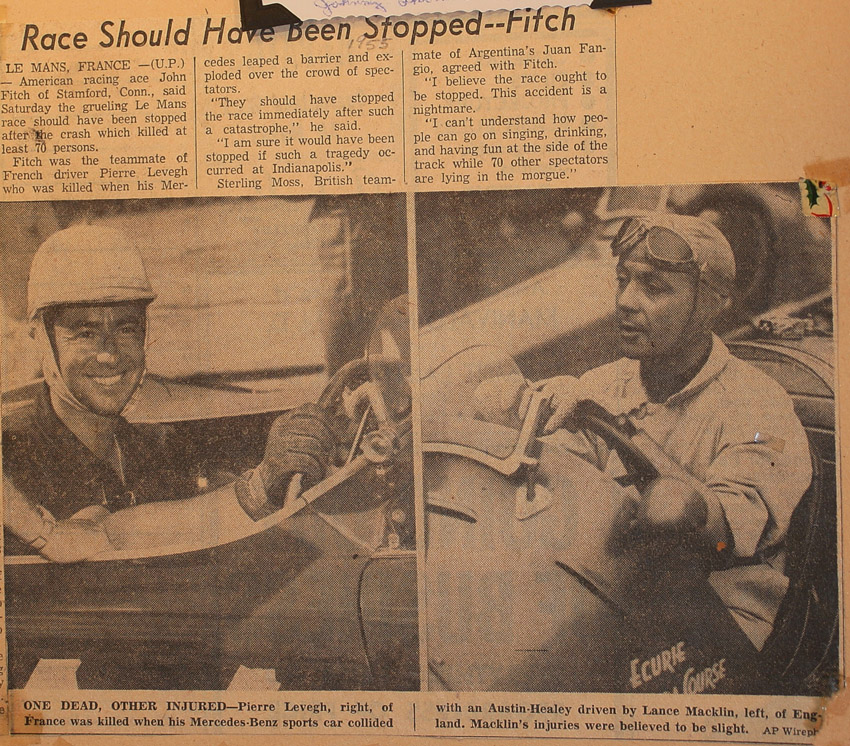 Race Should Have Been Stopped--Fitch
1955
LE MANS, FRANCE —(U.P.)
— American racing ace John
Fitch of Stamford, Conn., said
Saturday the grueling Le Mans
race should have been stopped
after the crash which killed at
least 70 persons.
Fitch was the teammate of
French driver Pierre Levegh
who was killed when his Mer-
cedes leaped a barrier and ex-
ploded over the crowd of spec-
tators.
"They should have stopped
the race immediately after such
a catastrophe," he said.
"I am sure it would have been
stopped if such a tragedy oc-
curred at Indianapolis."
Sterling Moss, British team-
mate of Argentina's Juan Fan-
gio, agreed with Fitch.
"I believe the race ought to
be stopped. This accident is a
nightmare.
"I can't understand how peo-
ple can go on singing, drinking,
and having fun at the side of the
track while 70 other spectators
are lying in the morgue."
ECURIE
COURSE
ONE DEAD, OTHER INJURED—Pierre Levegh, right, of
France was killed when his Mercedes-Benz sports car collided
with an Austin-Healey driven by Lance Macklin, left, of Eng-
land. Macklin's injuries were believed to be slight. AP Wireph